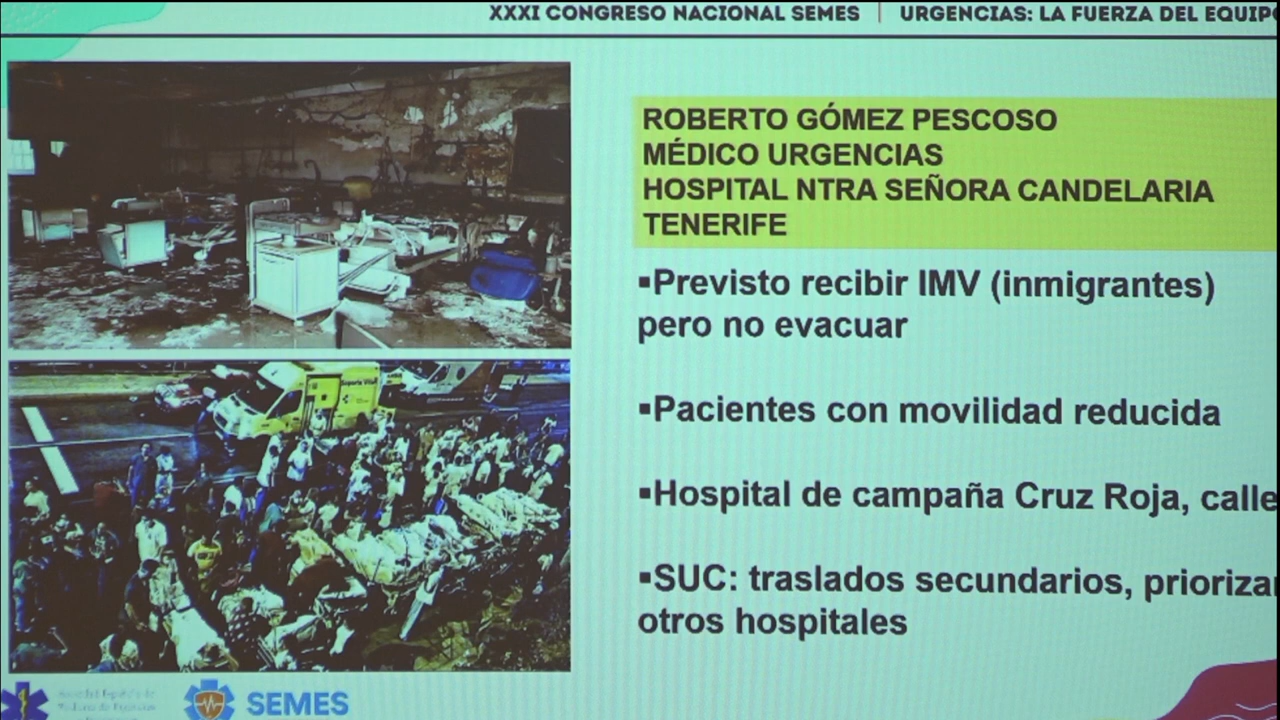 XXXI CONGRESO NACIONAL SEMES | URGENCIAS: LA FUERZA DEL EQUIPO
ROBERTO GÓMEZ PESCOSO
MÉDICO URGENCIAS
HOSPITAL NTRA SEÑORA CANDELARIA
TENERIFE
▪Previsto recibir IMV (inmigrantes)
pero no evacuar
▪Pacientes con movilidad reducida
▪Hospital de campaña Cruz Roja, calle
▪SUC: traslados secundarios, priorizar
otros hospitales
Soporte Vital
SEMES